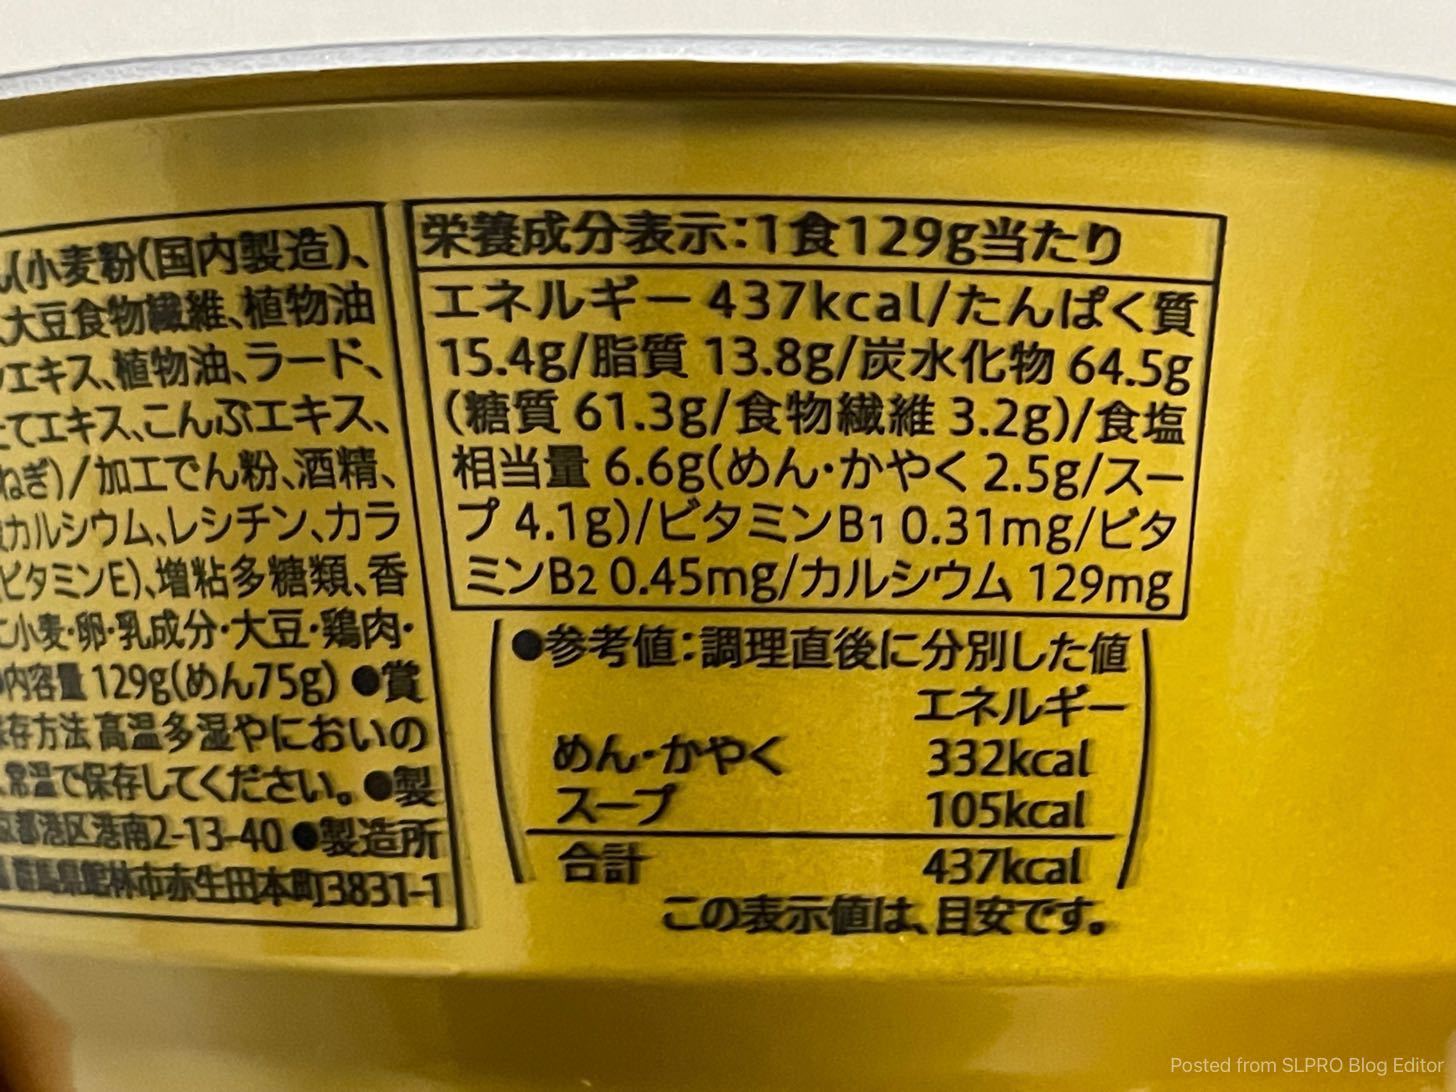 (小麦粉(国内製造)、
大豆食物繊維、植物油
エキス、植物油、ラード、
てエキス、こんぶエキス、
ねぎ)/加工でん粉、酒精、
カルシウム、レシチン、カラ
ビタミンE)、増粘多糖類、香
小麦・卵・乳成分・大豆・鶏肉・
内容量 129g(めん75g) ●賞
保存方法 高温多湿やにおいの
常温で保存してください。●製
京都港区港南2-13-40 ●製造所
群馬県館林市赤生田本町3831-1
栄養成分表示:1食129g当たり
エネルギー 437kcal/たんぱく質
15.4g/脂質 13.8g/炭水化物 64.5g
(糖質 61.3g/食物繊維 3.2g)/食塩
相当量 6.6g(めん・かやく 2.5g/スー
プ 4.1g)/ビタミンB1 0.31mg/ビタ
ミンB2 0.45mg/カルシウム 129mg
●参考値:調理直後に分別した値
エネルギー
めん・かやく 332kcal
スープ 105kcal
合計 437kcal
この表示値は、目安です。
Posted from SLPRO Blog Editor